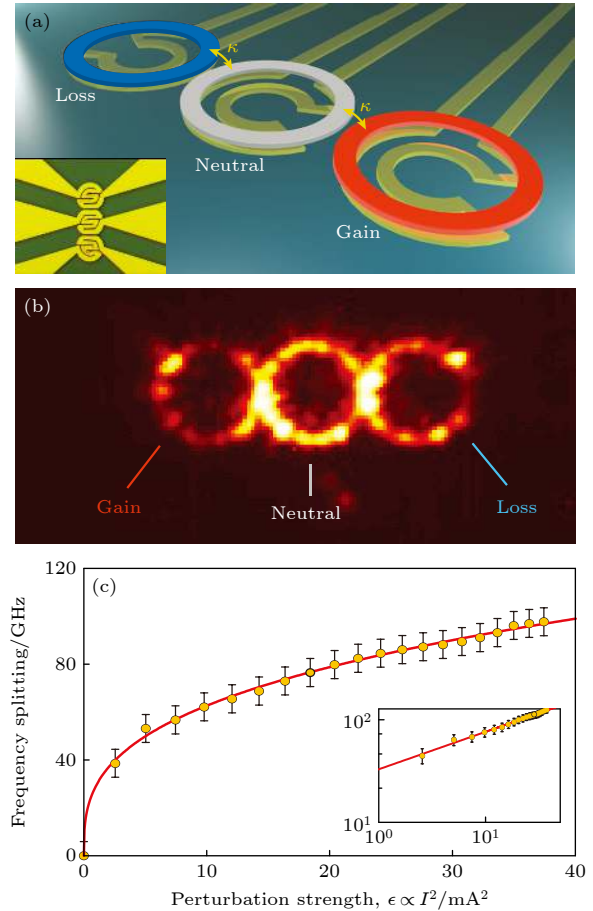 (a)
κ
Loss
κ
Neutral
Gain
(b)
Gain
Neutral
Loss
(c)
Frequency splitting/GHz
120
80
40
0
10²
10¹
10⁰
10¹
0
10
20
30
40
Perturbation strength, ϵ ∝ I²/mA²